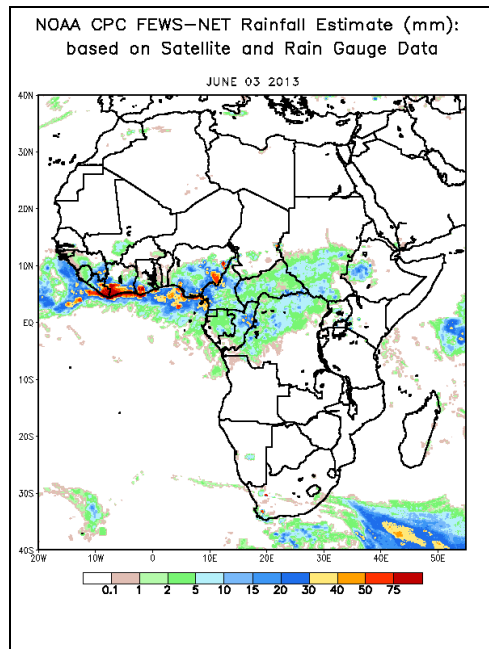 NOAA CPC FEWS-NET Rainfall Estimate (mm):
based on Satellite and Rain Gauge Data
JUNE 03 2013
40N
30N
20N
10N
EQ
10S
20S
30S
40S
20W 10W 0 10E 20E 30E 40E 50E
0.1 1 2 5 10 15 20 30 40 50 75